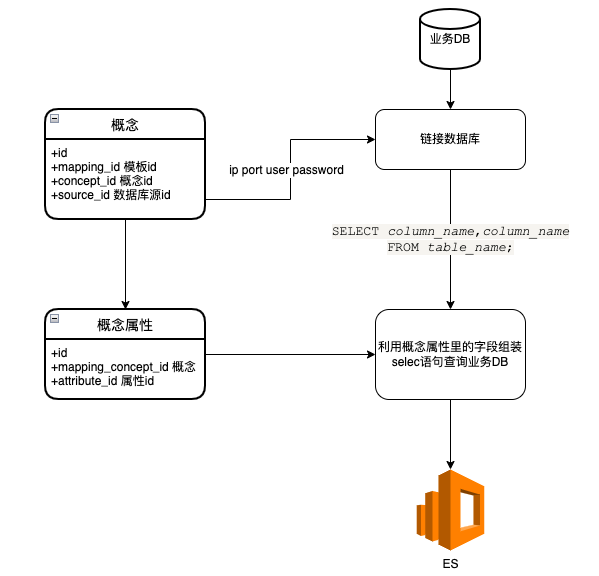 业务DB
概念
+id
+mapping_id 模板id
+concept_id 概念id
+source_id 数据库源id
ip port user password
链接数据库
SELECT column_name,column_name
FROM table_name;
概念属性
+id
+mapping_concept_id 概念
+attribute_id 属性id
利用概念属性里的字段组装
selec语句查询业务DB
ES